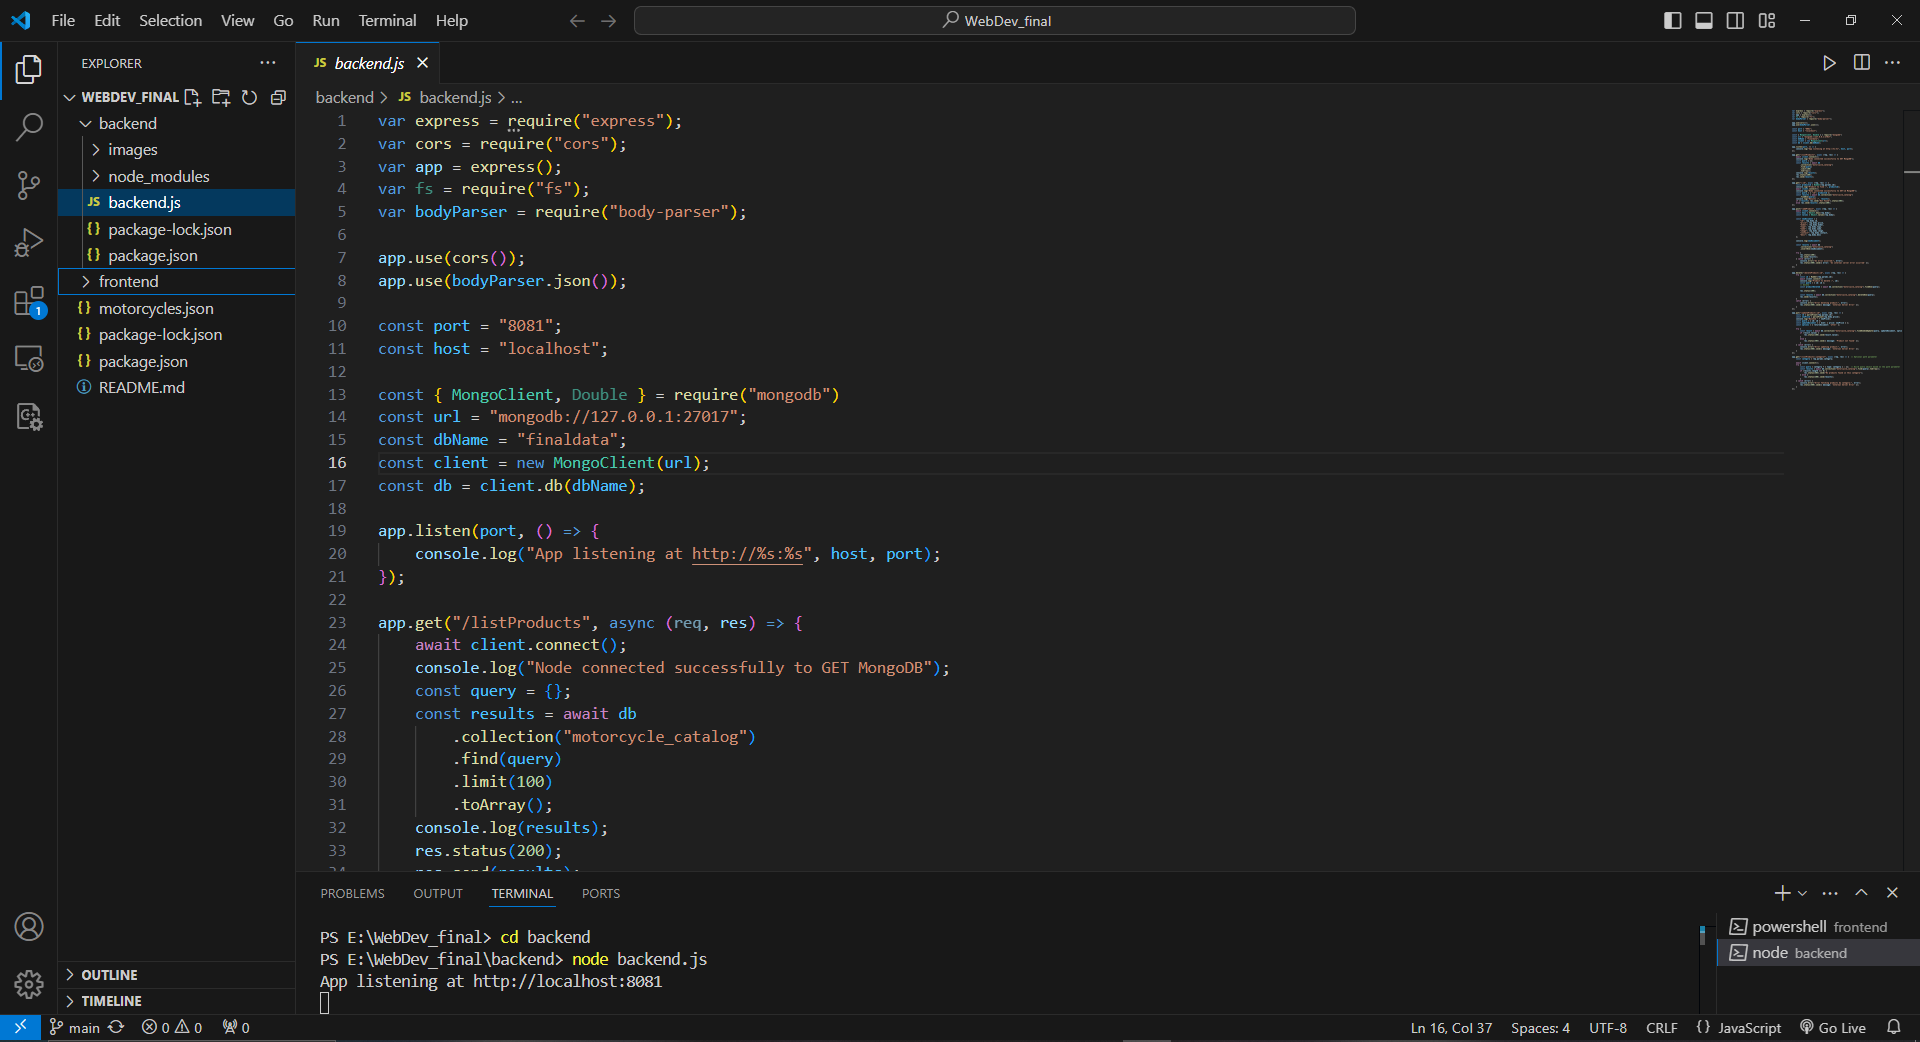 File Edit Selection View Go Run Terminal Help
WebDev_final
EXPLORER
WEBDEV_FINAL
backend
images
node_modules
JS backend.js
{} package-lock.json
{} package.json
frontend
{} motorcycles.json
{} package-lock.json
{} package.json
README.md
OUTLINE
TIMELINE
1
JS backend.js
backend > JS backend.js > ...
1 var express = require("express");
2 var cors = require("cors");
3 var app = express();
4 var fs = require("fs");
5 var bodyParser = require("body-parser");
6
7 app.use(cors());
8 app.use(bodyParser.json());
9
10 const port = "8081";
11 const host = "localhost";
12
13 const { MongoClient, Double } = require("mongodb")
14 const url = "mongodb://127.0.0.1:27017";
15 const dbName = "finaldata";
16 const client = new MongoClient(url);
17 const db = client.db(dbName);
18
19 app.listen(port, () => {
20 console.log("App listening at http://%s:%s", host, port);
21 });
22
23 app.get("/listProducts", async (req, res) => {
24 await client.connect();
25 console.log("Node connected successfully to GET MongoDB");
26 const query = {};
27 const results = await db
28 .collection("motorcycle_catalog")
29 .find(query)
30 .limit(100)
31 .toArray();
32 console.log(results);
33 res.status(200);
PROBLEMS OUTPUT TERMINAL PORTS
PS E:\WebDev_final> cd backend
PS E:\WebDev_final\backend> node backend.js
App listening at http://localhost:8081
powershell frontend
node backend
main 0 0 0
Ln 16, Col 37 Spaces: 4 UTF-8 CRLF {} JavaScript Go Live